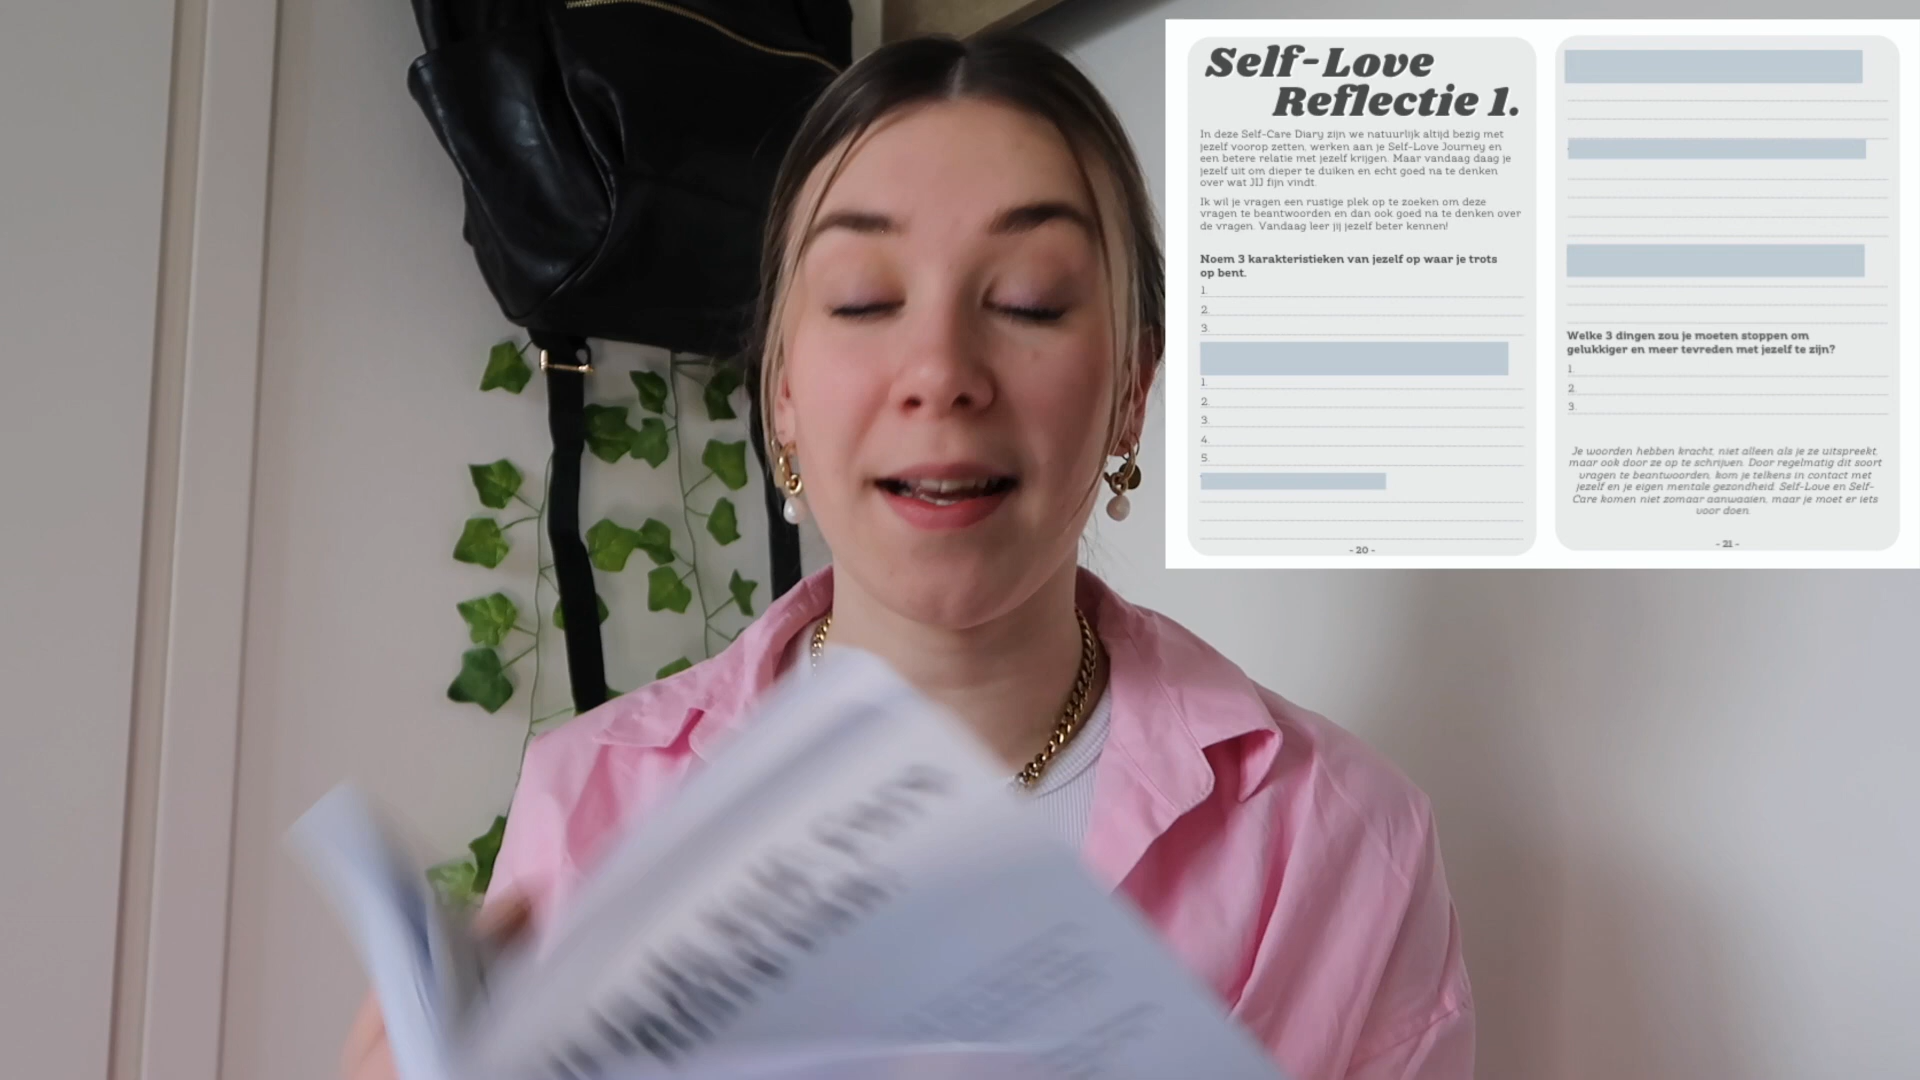 Self-Love
Reflectie 1.
In deze Self-Care Diary zijn we natuurlijk altijd bezig met
jezelf voorop zetten, werken aan je Self-Love Journey en
een betere relatie met jezelf krijgen. Maar vandaag daag je
jezelf uit om dieper te duiken en echt goed na te denken
over wat JIJ fijn vindt.
Ik wil je vragen een rustige plek op te zoeken om deze
vragen te beantwoorden en dan ook goed na te denken over
de vragen. Vandaag leer jij jezelf beter kennen!
Noem 3 karakteristieken van jezelf op waar je trots
op bent.
1.
2.
3.
1.
2.
3.
4.
5.
- 20 -
Welke 3 dingen zou je moeten stoppen om
gelukkiger en meer tevreden met jezelf te zijn?
1.
2.
3.
Je woorden hebben kracht, niet alleen als je ze uitspreekt,
maar ook door ze op te schrijven. Door regelmatig dit soort
vragen te beantwoorden, kom je telkens in contact met
jezelf en je eigen mentale gezondheid. Self-Love en Self-
Care komen niet zomaar aanwaaien, maar je moet er iets
voor doen.
- 21 -